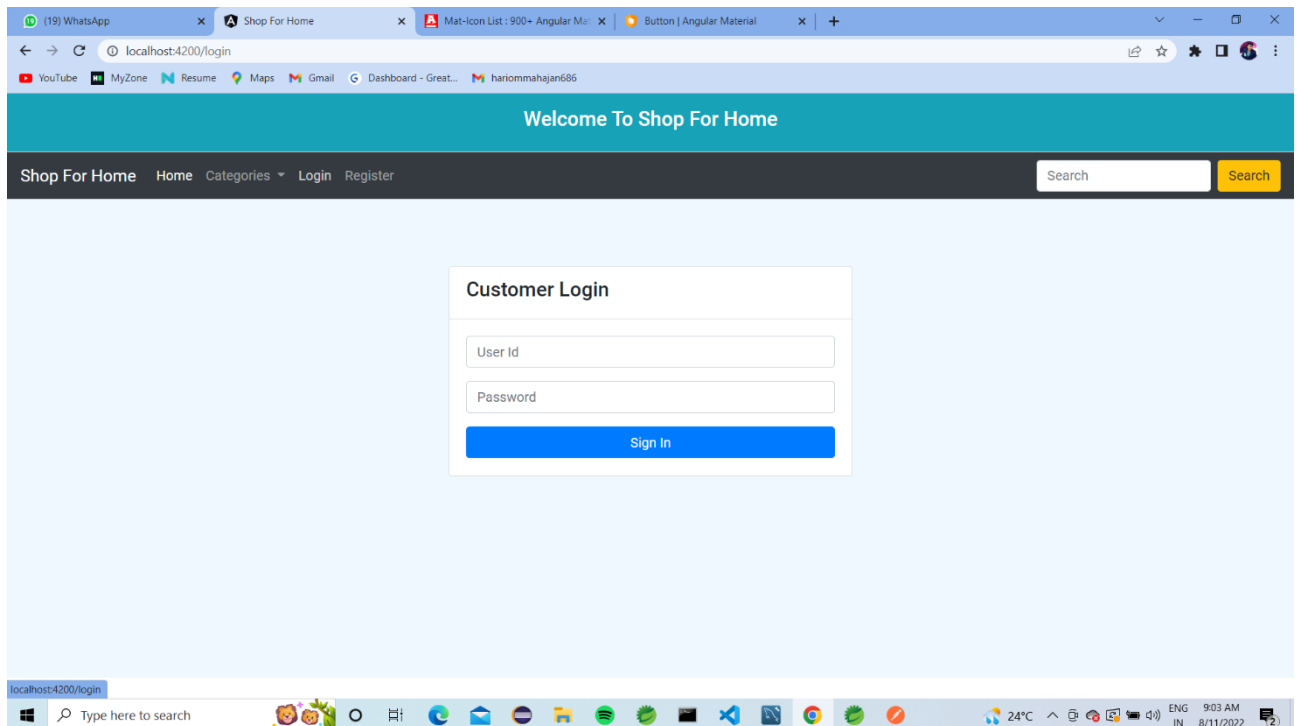 (19) WhatsApp
Shop For Home
Mat-Icon List : 900+ Angular Mat
Button | Angular Material
localhost:4200/login
YouTube MyZone Resume Maps Gmail Dashboard - Great... hariommahajan686
Welcome To Shop For Home
Shop For Home Home Categories Login Register Search Search
Customer Login
User Id
Password
Sign In
localhost:4200/login
Type here to search 24°C ENG 9:03 AM
IN 8/11/2022 2